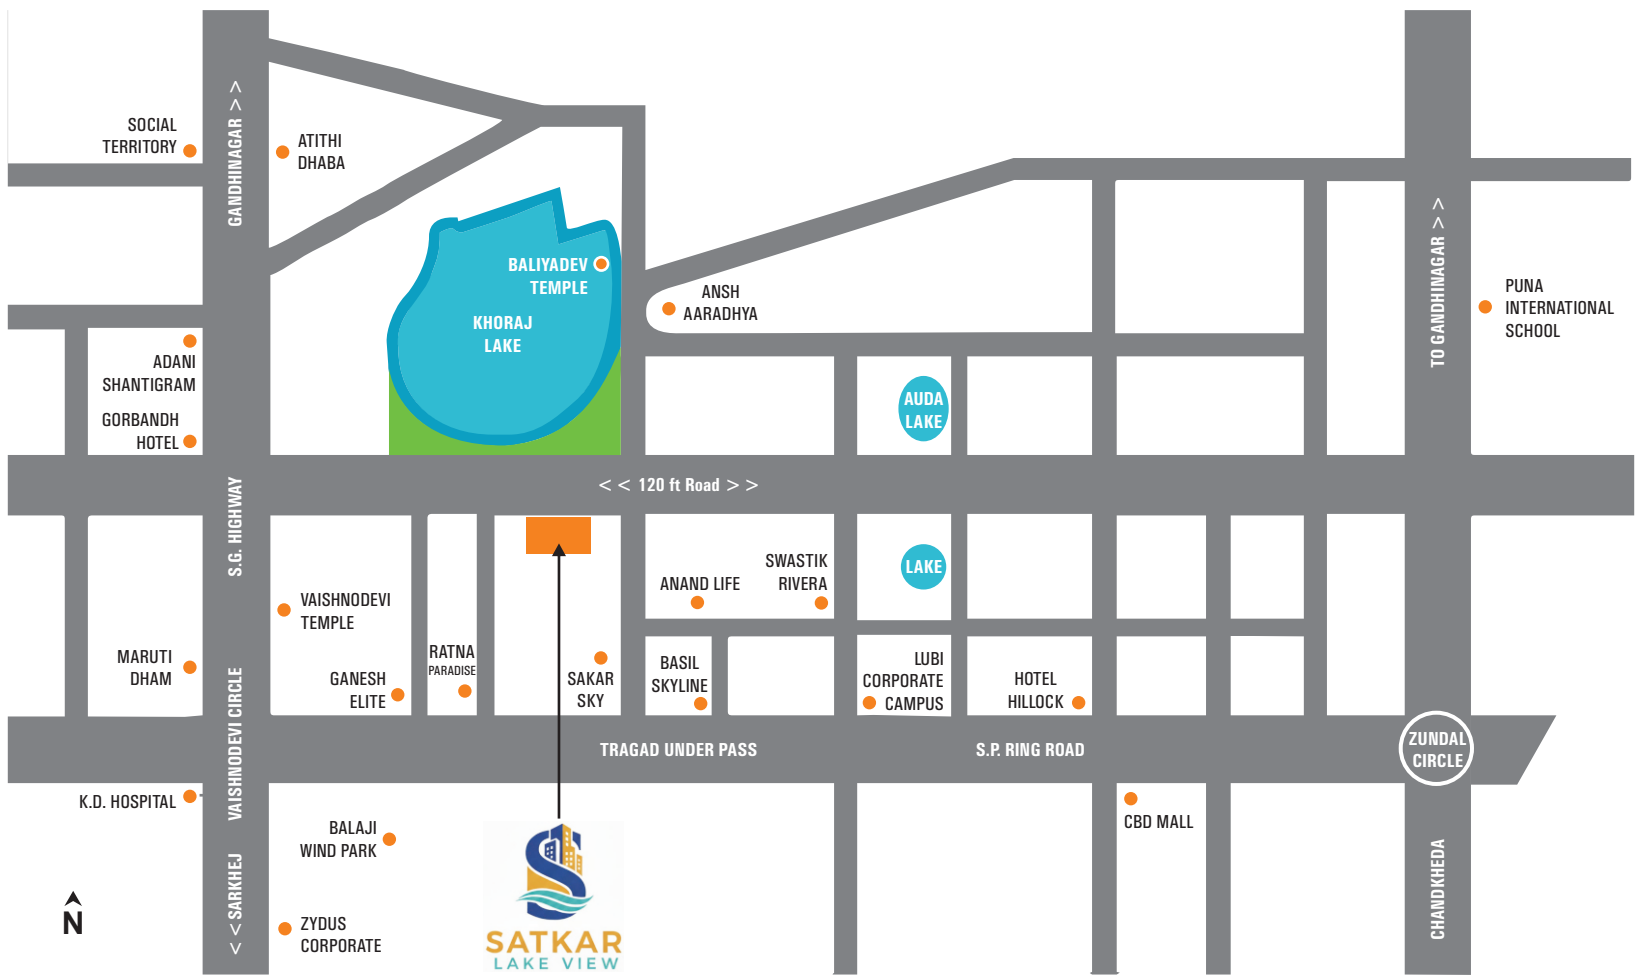 SOCIAL
TERRITORY
GANDHINAGAR > >
ATITHI
DHABA
BALIYADEV
TEMPLE
KHORAJ
LAKE
ANSH
AARADHYA
TO GANDHINAGAR > >
PUNA
INTERNATIONAL
SCHOOL
ADANI
SHANTIGRAM
GORBANDH
HOTEL
AUDA
LAKE
< < 120 ft Road > >
S.G. HIGHWAY
VAISHNODEVI
TEMPLE
ANAND LIFE
SWASTIK
RIVERA
LAKE
MARUTI
DHAM
VAISHNODEVI CIRCLE
GANESH
ELITE
RATNA
PARADISE
SAKAR
SKY
BASIL
SKYLINE
LUBI
CORPORATE
CAMPUS
HOTEL
HILLOCK
TRAGAD UNDER PASS
S.P. RING ROAD
ZUNDAL
CIRCLE
K.D. HOSPITAL
BALAJI
WIND PARK
CBD MALL
< < SARKHEJ
ZYDUS
CORPORATE
CHANDKHEDA
N
S
SATKAR
LAKE VIEW